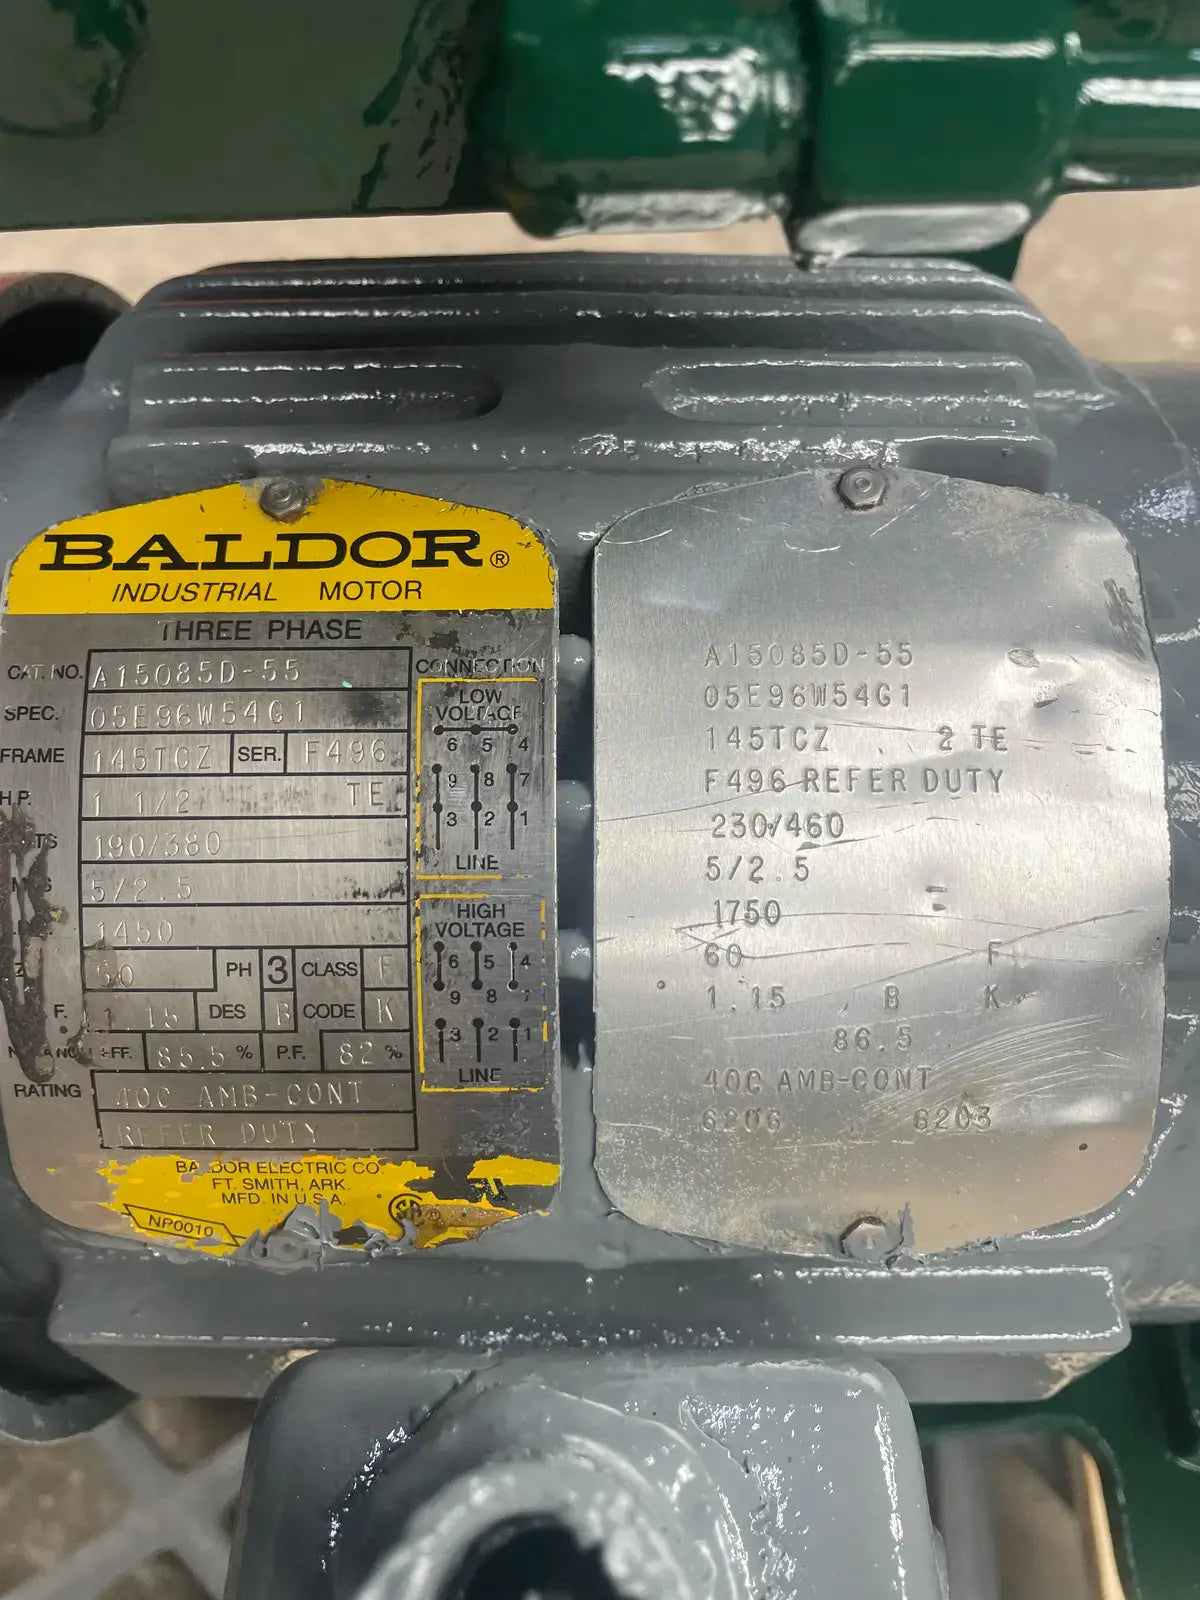 BALDOR®
INDUSTRIAL MOTOR
THREE PHASE
CAT. NO. A15085D-55
SPEC. 05E96W54G1
FRAME 145TCZ SER. F496
H.P. 1 1/2 TE
190/380
5/2.5
1450
50 PH 3 CLASS F
F. 1.15 DES B CODE K
EFF. 85.5 % P.F. 82 %
RATING 40C AMB-CONT
REFER DUTY
CONNECTION
LOW
VOLTAGE
6 5 4
9 8 7
3 2 1
LINE
HIGH
VOLTAGE
6 5 4
9 8 7
3 2 1
LINE
BALDOR ELECTRIC CO
FT. SMITH, ARK.
MFD. IN U.S.A.
NP0010
A15085D-55
05E96W54G1
145TCZ 2 TE
F496 REFER DUTY
230/460
5/2.5
1750
60 F
1.15 B K
86.5
40C AMB-CONT
6206 6203